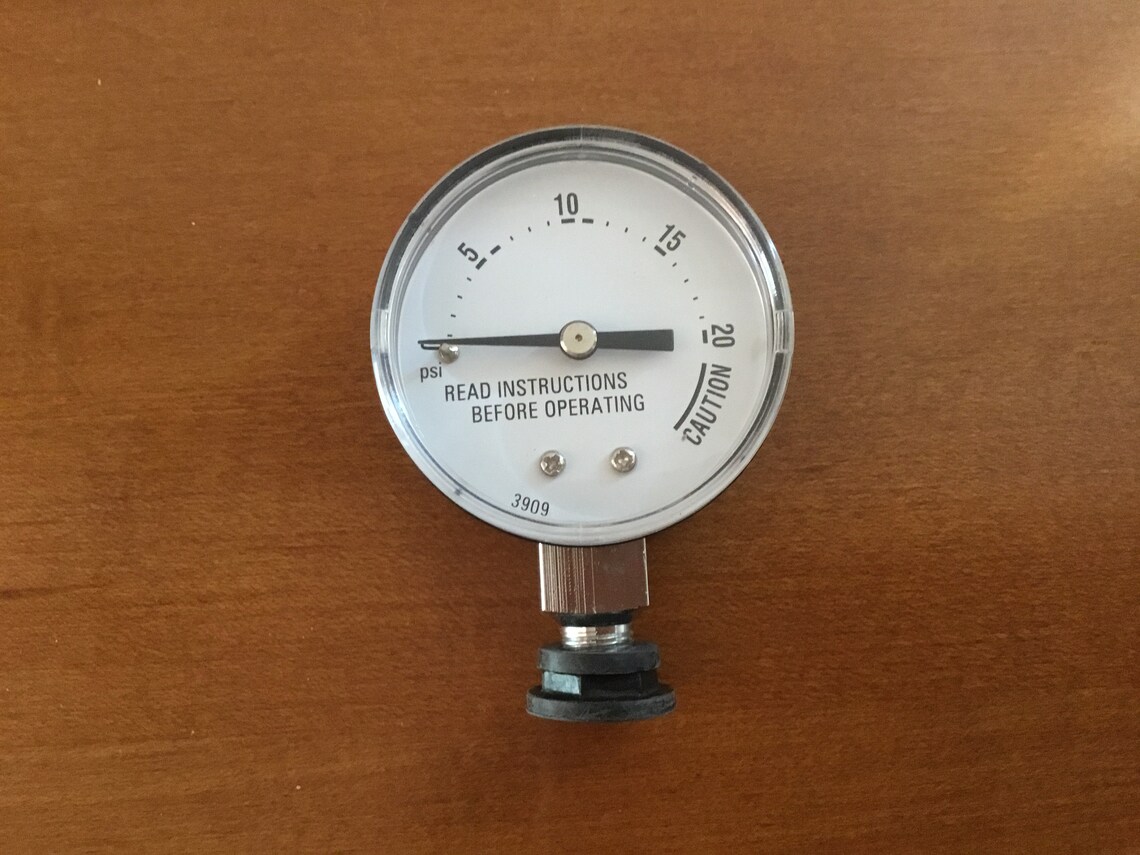 10
5
15
20
psi
READ INSTRUCTIONS
BEFORE OPERATING
CAUTION
3909